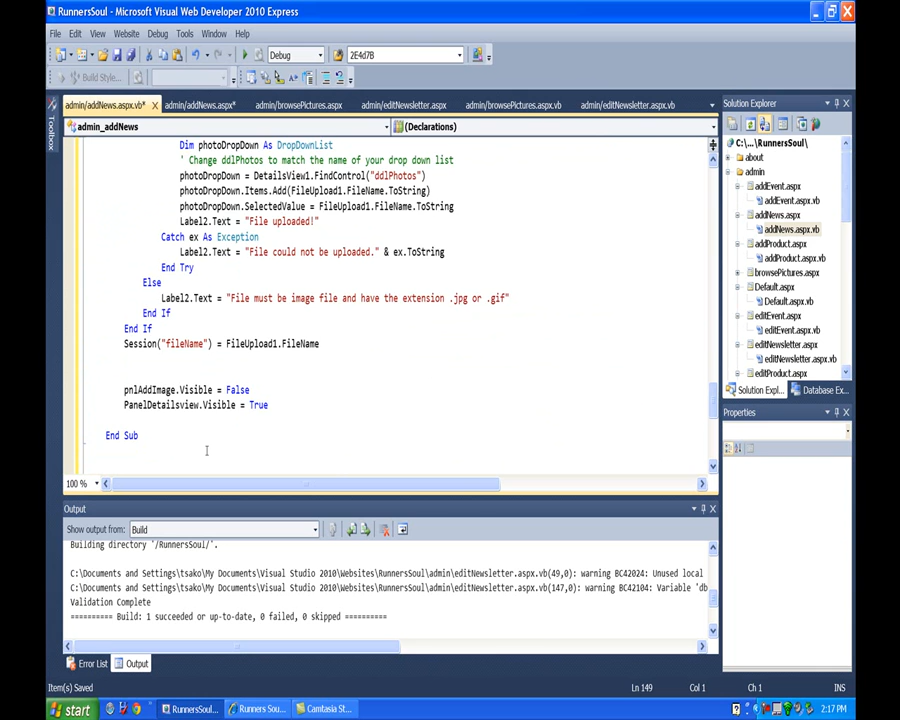 RunnersSoul - Microsoft Visual Web Developer 2010 Express
File Edit View Website Debug Tools Window Help
Debug 2E4d7B
Build Style...
admin/addNews.aspx.vb* admin/addNews.aspx* admin/browsePictures.aspx admin/editNewsletter.aspx admin/browsePictures.aspx.vb admin/editNewsletter.aspx.vb
admin_addNews (Declarations)
Dim photoDropDown As DropDownList
' Change ddlPhotos to match the name of your drop down list
photoDropDown = DetailsView1.FindControl("ddlPhotos")
photoDropDown.Items.Add(FileUpload1.FileName.ToString)
photoDropDown.SelectedValue = FileUpload1.FileName.ToString
Label2.Text = "File uploaded!"
Catch ex As Exception
Label2.Text = "File could not be uploaded." & ex.ToString
End Try
Else
Label2.Text = "File must be image file and have the extension .jpg or .gif"
End If
End If
Session("fileName") = FileUpload1.FileName
pnlAddImage.Visible = False
PanelDetailsview.Visible = True
End Sub
100 %
Toolbox
Solution Explorer
C:\...\RunnersSoul\
about
admin
addEvent.aspx
addEvent.aspx.vb
addNews.aspx
addNews.aspx.vb
addProduct.aspx
addProduct.aspx.vb
browsePictures.aspx
Default.aspx
Default.aspx.vb
editEvent.aspx
editEvent.aspx.vb
editNewsletter.aspx
editNewsletter.aspx.vb
editProduct.aspx
Solution Expl... Database Ex...
Properties
Output
Show output from: Build
Building directory '/RunnersSoul/'.
C:\Documents and Settings\tsako\My Documents\Visual Studio 2010\Websites\RunnersSoul\admin\editNewsletter.aspx.vb(49,0): warning BC42024: Unused local
C:\Documents and Settings\tsako\My Documents\Visual Studio 2010\Websites\RunnersSoul\admin\editNewsletter.aspx.vb(147,0): warning BC42104: Variable 'db
Validation Complete
========== Build: 1 succeeded or up-to-date, 0 failed, 0 skipped ==========
Error List Output
Item(s) Saved Ln 149 Col 1 Ch 1 INS
start RunnersSoul... Runners Sou... Camtasia St... 2:17 PM